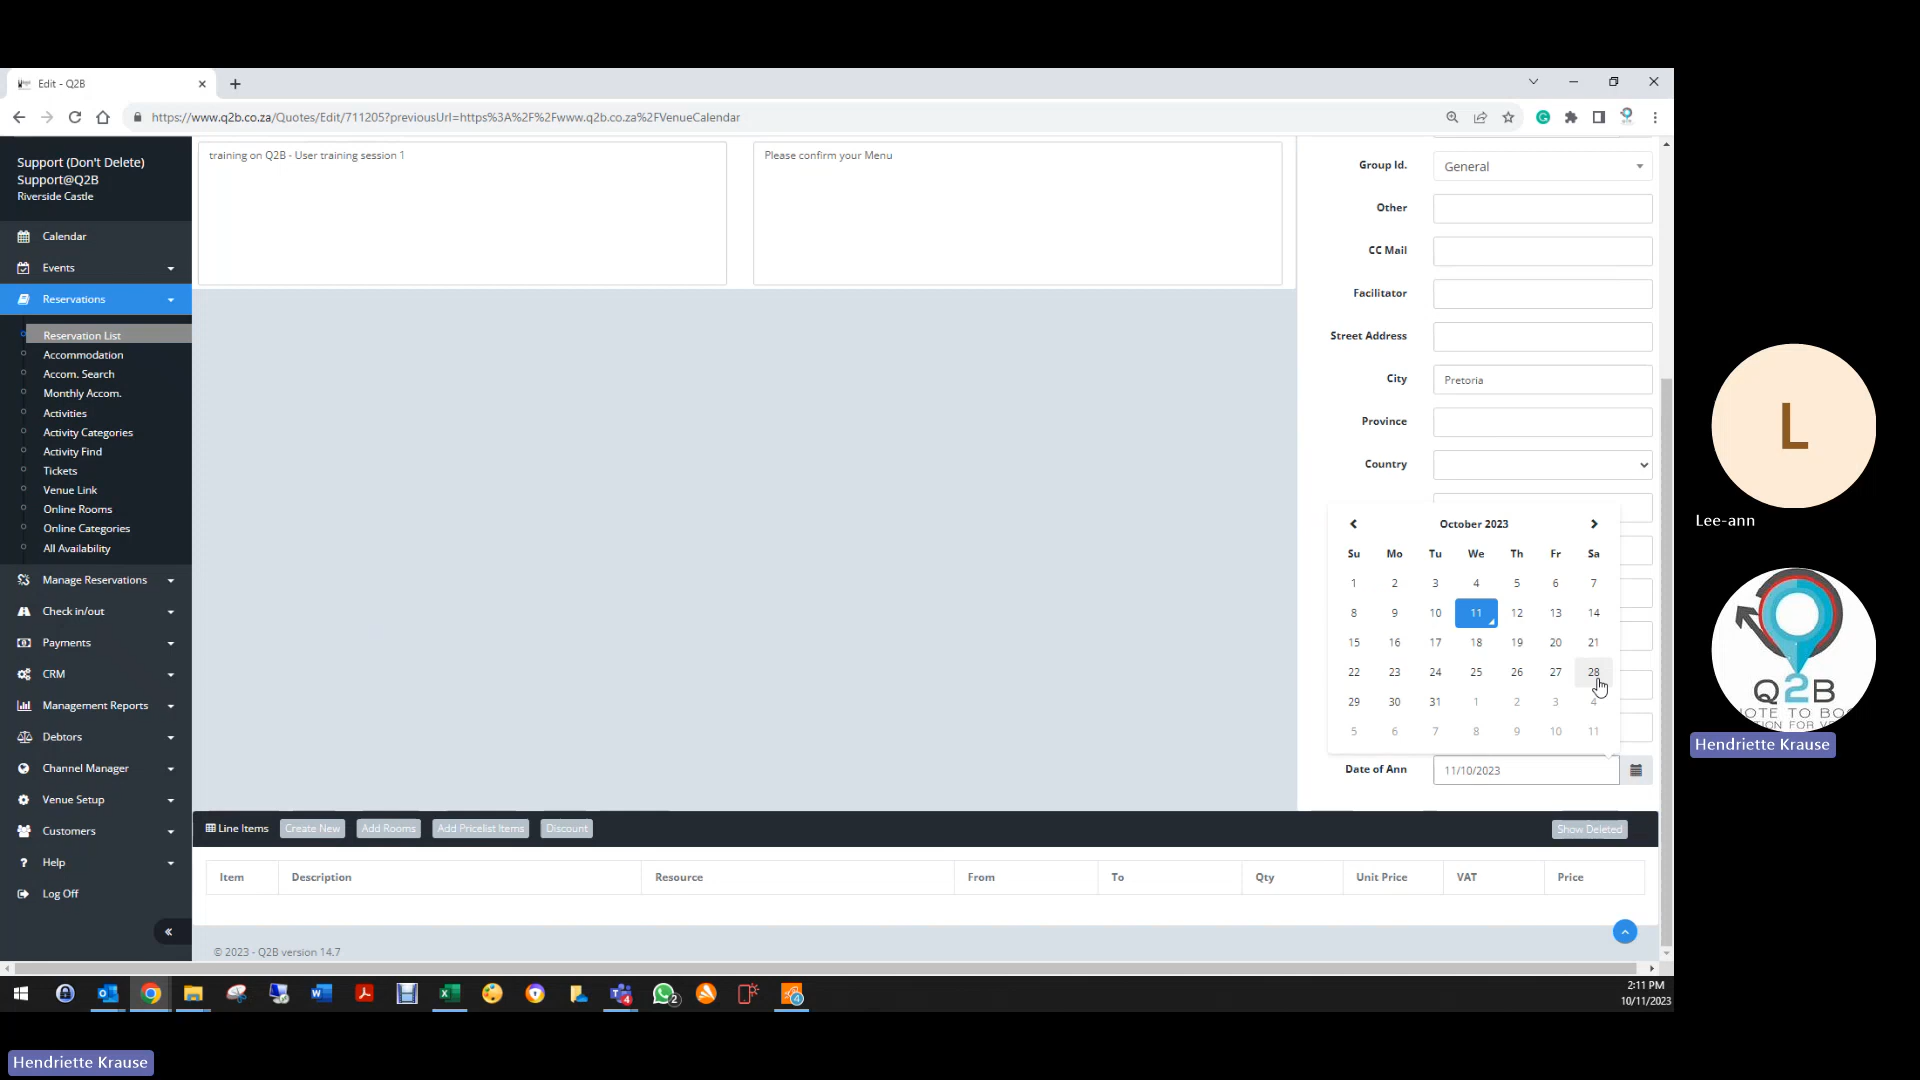 Edit - Q2B
https://www.q2b.co.za/Quotes/Edit/711205?previousUrl=https%3A%2F%2Fwww.q2b.co.za%2FVenueCalendar
Support (Don't Delete)
Support@Q2B
Riverside Castle
Calendar
Events
Reservations
Reservation List
Accommodation
Accom. Search
Monthly Accom.
Activities
Activity Categories
Activity Find
Tickets
Venue Link
Online Rooms
Online Categories
All Availability
Manage Reservations
Check in/out
Payments
CRM
Management Reports
Debtors
Channel Manager
Venue Setup
Customers
Help
Log Off
training on Q2B - User training session 1
Please confirm your Menu
Group Id.
General
Other
CC Mail
Facilitator
Street Address
City
Pretoria
Province
Country
October 2023
Su Mo Tu We Th Fr Sa
1 2 3 4 5 6 7
8 9 10 11 12 13 14
15 16 17 18 19 20 21
22 23 24 25 26 27 28
29 30 31 1 2 3 4
5 6 7 8 9 10 11
Date of Ann
11/10/2023
Line Items
Create New
Add Rooms
Add Pricelist Items
Discount
Show Deleted
Item Description Resource From To Qty Unit Price VAT Price
© 2023 - Q2B version 14.7
2:11 PM
10/11/2023
L
Lee-ann
Q2B
Hendriette Krause
Hendriette Krause